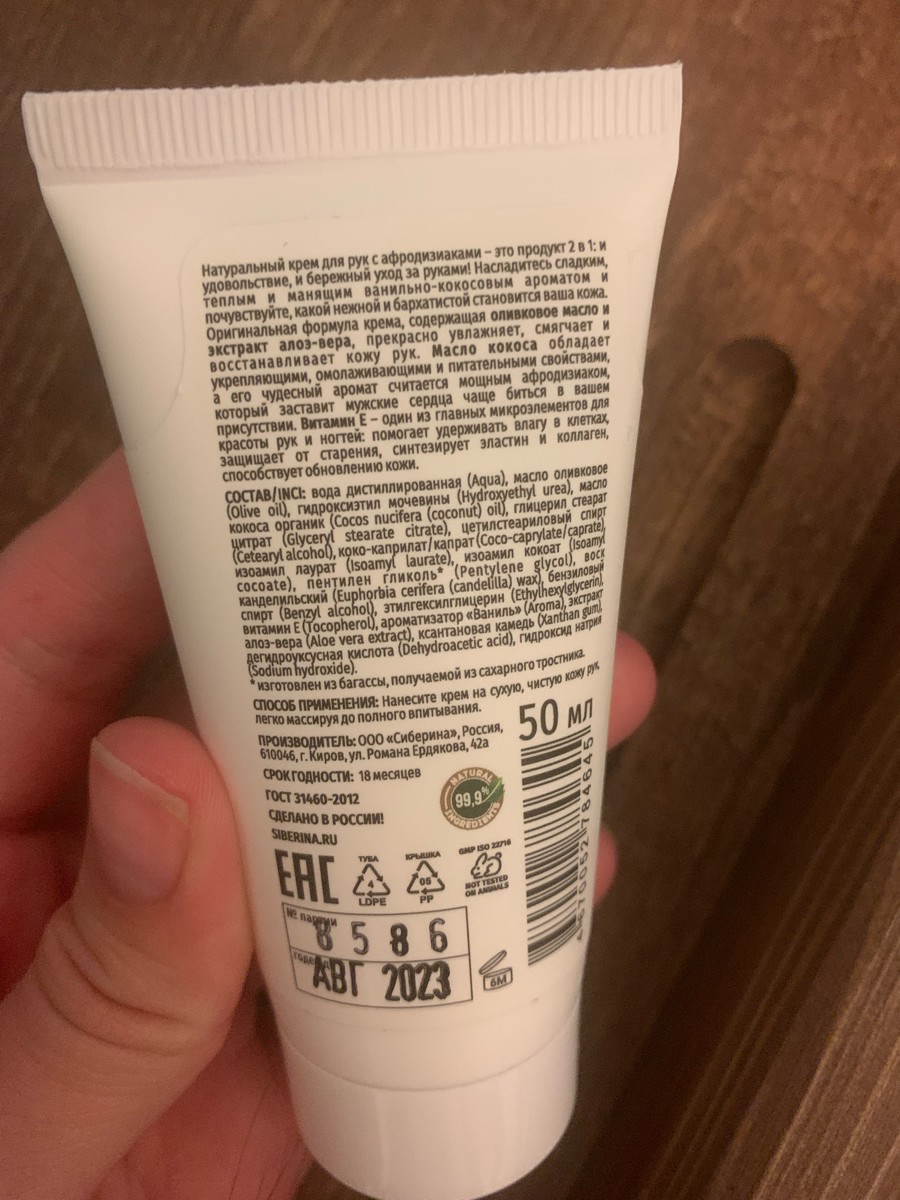 Натуральный крем для рук с афродизиаками – это продукт 2 в 1: и
удовольствие, и бережный уход за руками! Насладитесь сладким,
теплым и манящим ванильно-кокосовым ароматом и
почувствуйте, какой нежной и бархатистой становится ваша кожа.
Оригинальная формула крема, содержащая оливковое масло и
экстракт алоэ-вера, прекрасно увлажняет, смягчает и
восстанавливает кожу рук. Масло кокоса обладает
укрепляющими, омолаживающими и питательными свойствами,
а его чудесный аромат считается мощным афродизиаком,
который заставит мужские сердца чаще биться в вашем
присутствии. Витамин Е – один из главных микроэлементов для
красоты рук и ногтей: помогает удерживать влагу в клетках,
защищает от старения, синтезирует эластин и коллаген,
способствует обновлению кожи.
СОСТАВ/INCI: вода дистиллированная (Aqua), масло оливковое
(Olive oil), гидроксиэтил мочевины (Hydroxyethyl urea), масло
кокоса органик (Cocos nucifera (coconut) oil), глицерил стеарат
цитрат (Glyceryl stearate citrate), цетилстеариловый спирт
(Cetearyl alcohol), коко-каприлат/капрат (Coco-caprylate/caprate),
изоамил лаурат (Isoamyl laurate), изоамил кокоат (Isoamyl
cocoate), пентилен гликоль* (Pentylene glycol), воск
канделильский (Euphorbia cerifera (candelilla) wax), бензиловый
спирт (Benzyl alcohol), этилгексилглицерин (Ethylhexylglycerin),
витамин Е (Tocopherol), ароматизатор «Ваниль» (Aroma), экстракт
алоэ-вера (Aloe vera extract), ксантановая камедь (Xanthan gum),
дегидроуксусная кислота (Dehydroacetic acid), гидроксид натрия
(Sodium hydroxide).
*изготовлен из багассы, получаемой из сахарного тростника.
СПОСОБ ПРИМЕНЕНИЯ: Нанесите крем на сухую, чистую кожу рук,
легко массируя до полного впитывания.
ПРОИЗВОДИТЕЛЬ: ООО «Сиберина», Россия,
610046, г. Киров, ул. Романа Ердякова, 42а
50 МЛ
СРОК ГОДНОСТИ: 18 месяцев
ГОСТ 31460-2012
СДЕЛАНО В РОССИИ!
SIBERINA.RU
NATURAL
99,9%
INGREDIENTS
EAC
ТУБА
4
LDPE
КРЫШКА
05
PP
GMP ISO 22716
NOT TESTED
ON ANIMALS
4 670052 784645
№ партии
8 5 8 6
АВГ 2023
6М